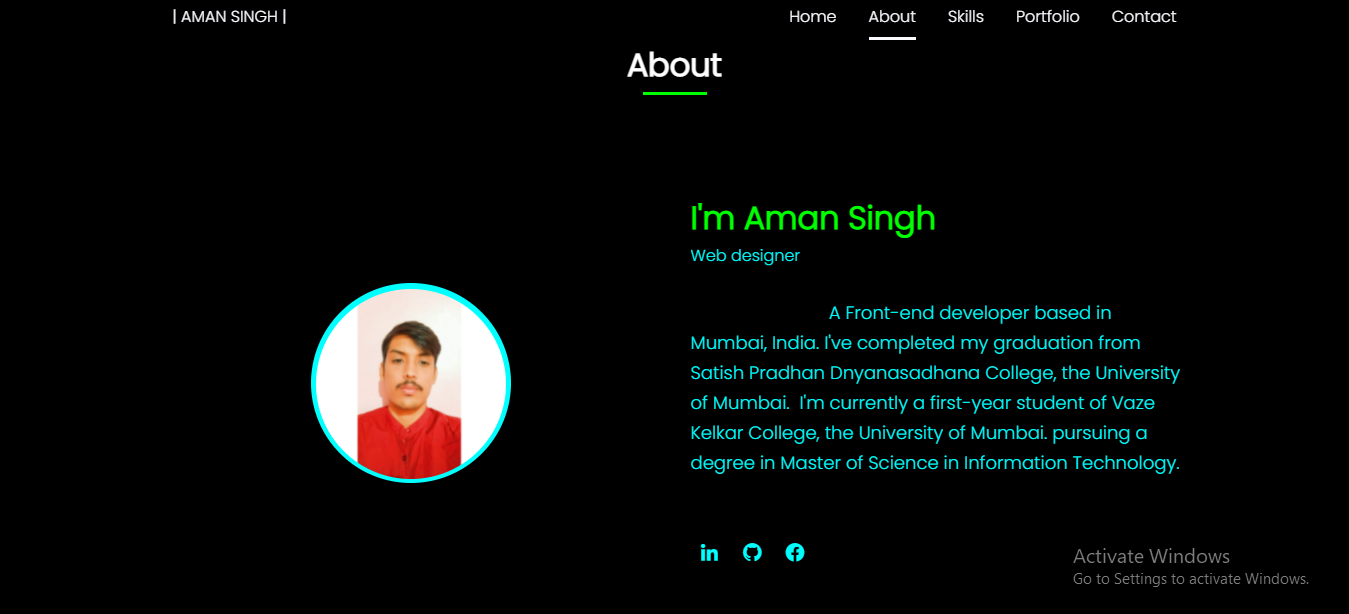 | AMAN SINGH |
Home About Skills Portfolio Contact
About
I'm Aman Singh
Web designer
A Front-end developer based in
Mumbai, India. I've completed my graduation from
Satish Pradhan Dnyanasadhana College, the University
of Mumbai.  I'm currently a first-year student of Vaze
Kelkar College, the University of Mumbai. pursuing a
degree in Master of Science in Information Technology.
in
Activate Windows
Go to Settings to activate Windows.